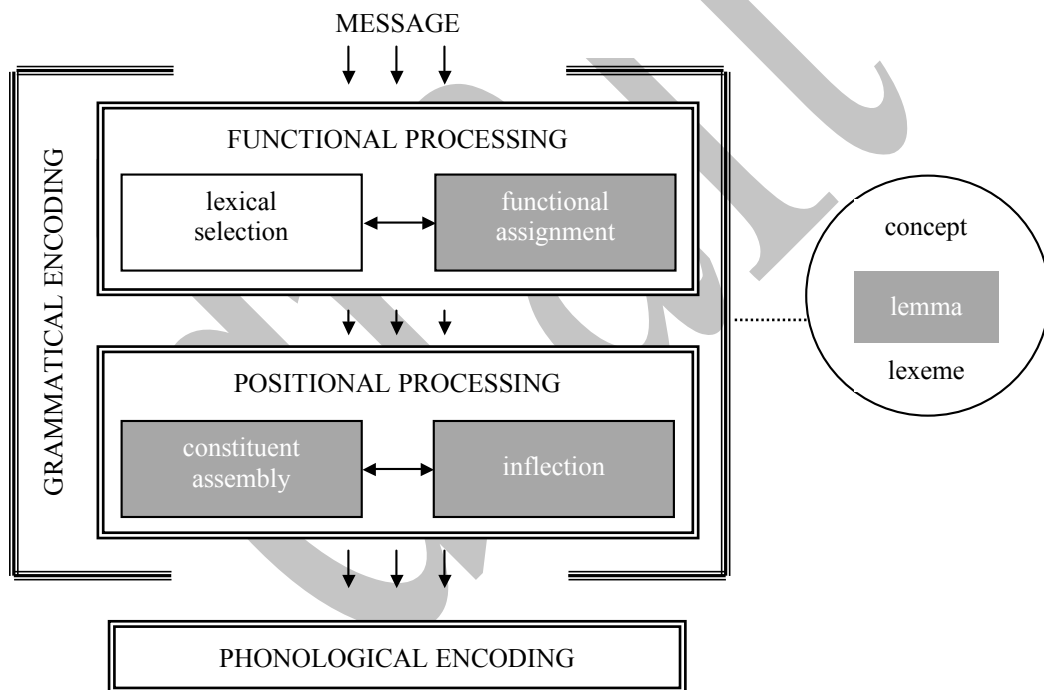 MESSAGE
GRAMMATICAL ENCODING
FUNCTIONAL PROCESSING
lexical
selection
functional
assignment
POSITIONAL PROCESSING
constituent
assembly
inflection
PHONOLOGICAL ENCODING
concept
lemma
lexeme